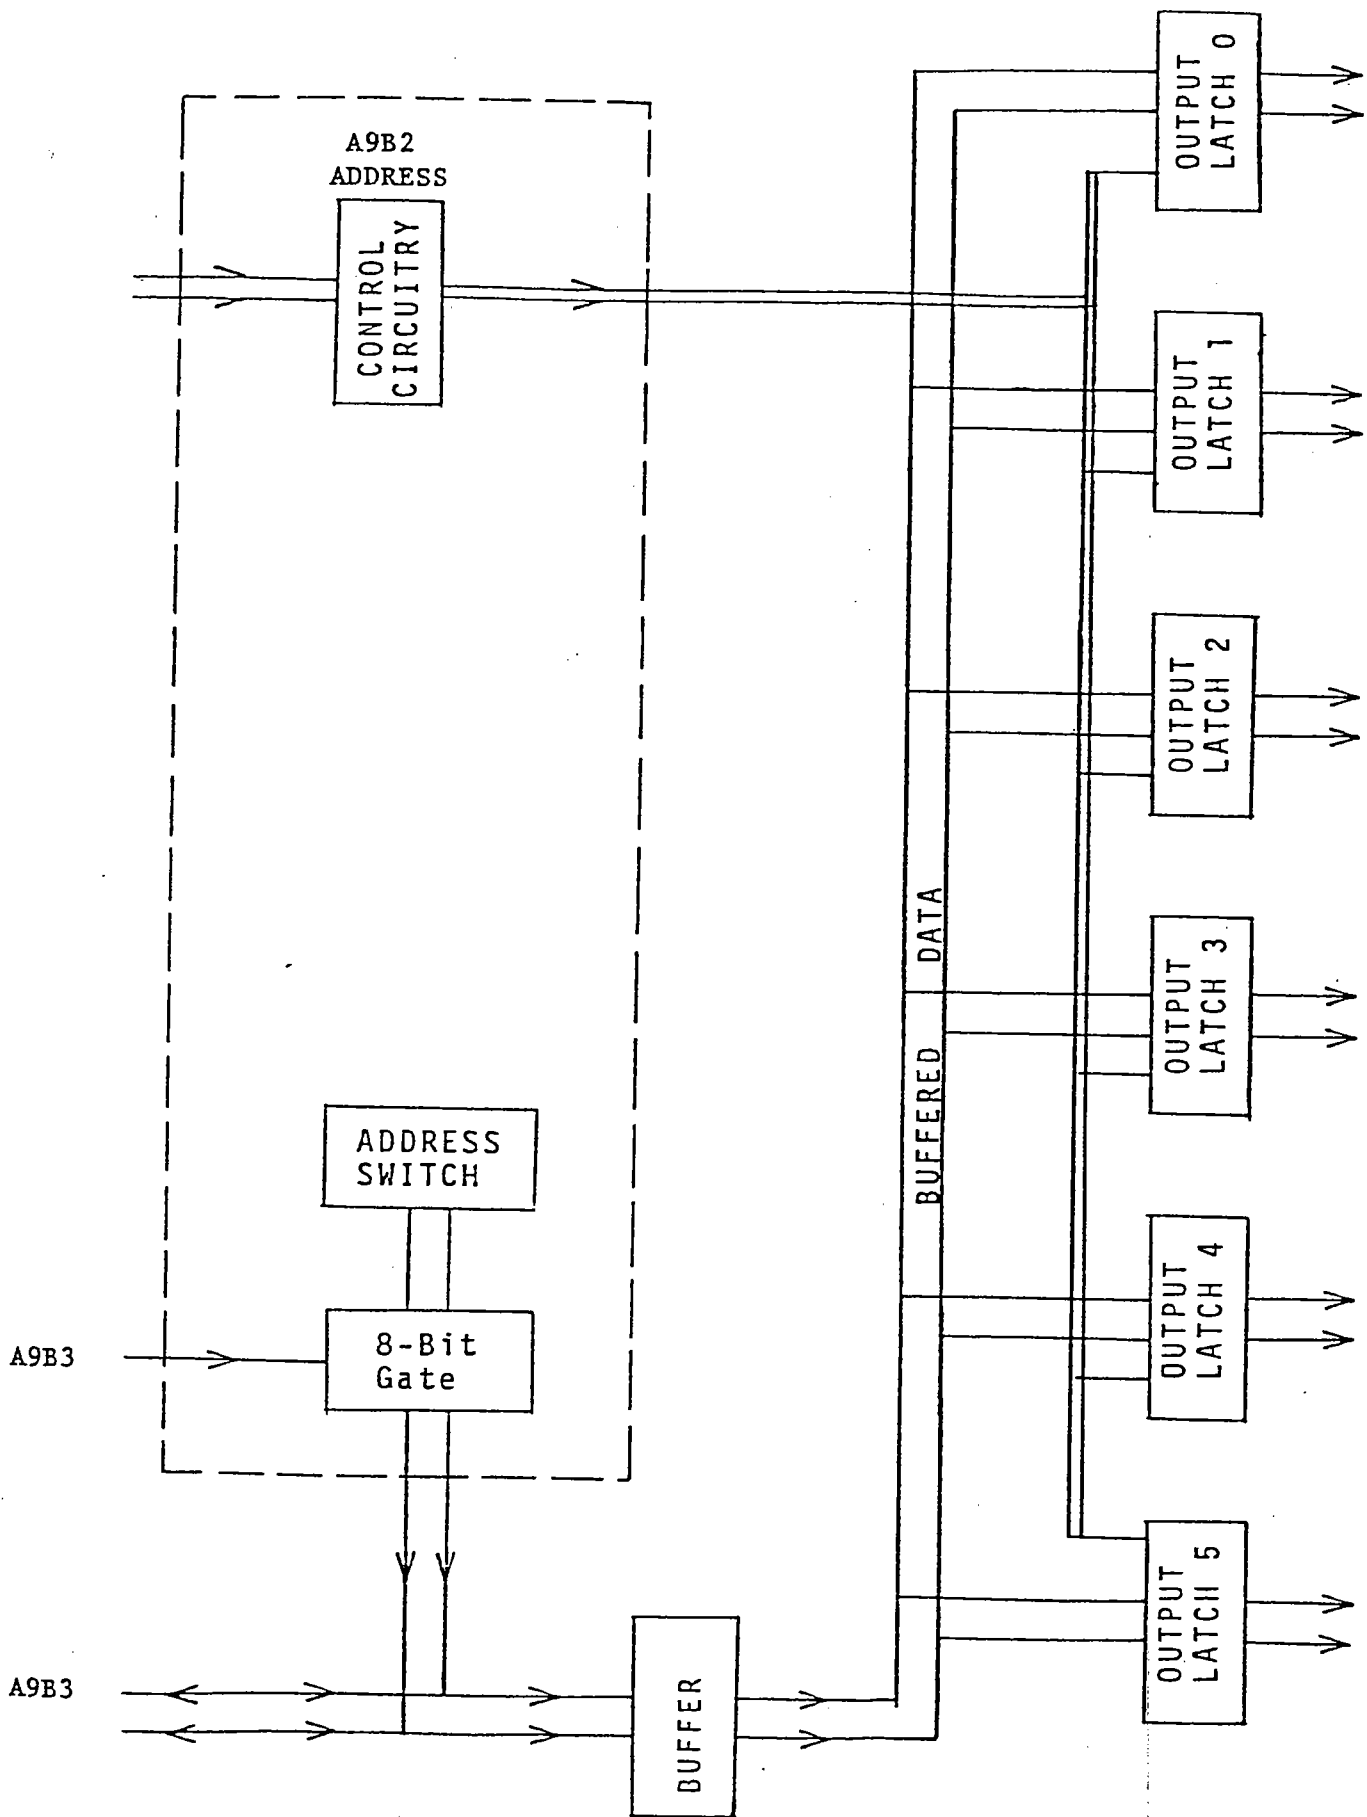 A9B2
ADDRESS
CONTROL
CIRCUITRY
OUTPUT
LATCH 0
OUTPUT
LATCH 1
OUTPUT
LATCH 2
OUTPUT
LATCH 3
OUTPUT
LATCH 4
OUTPUT
LATCH 5
BUFFERED DATA
ADDRESS
SWITCH
8-Bit
Gate
A9B3
A9B3
BUFFER